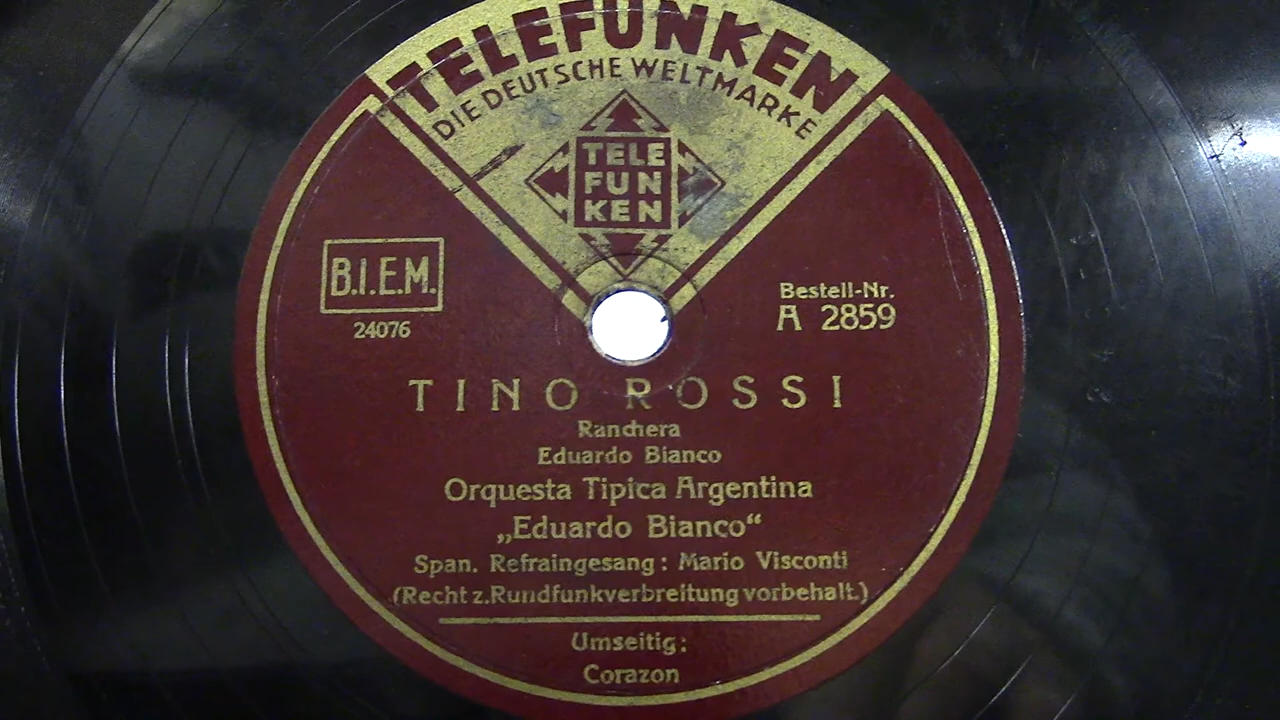 TELEFUNKEN
DIE DEUTSCHE WELTMARKE
TELE
FUN
KEN
B.I.E.M.
24076
Bestell-Nr.
A 2859
TINO ROSSI
Ranchera
Eduardo Bianco
Orquesta Tipica Argentina
„Eduardo Bianco“
Span. Refraingesang: Mario Visconti
(Recht z.Rundfunkverbreitung vorbehalt.)
Umseitig:
Corazon